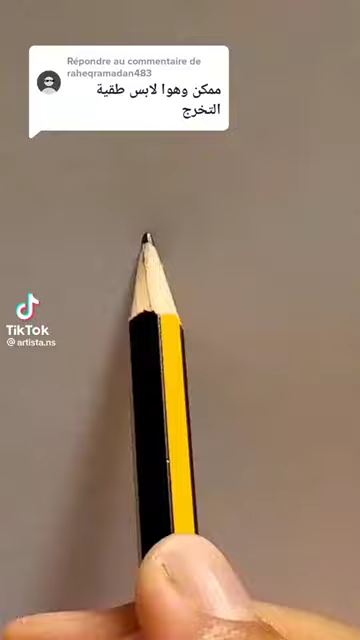 Répondre au commentaire de
raheqramadan483
ممكن وهوا لابس طقية
التخرج
TikTok
@artista.ns